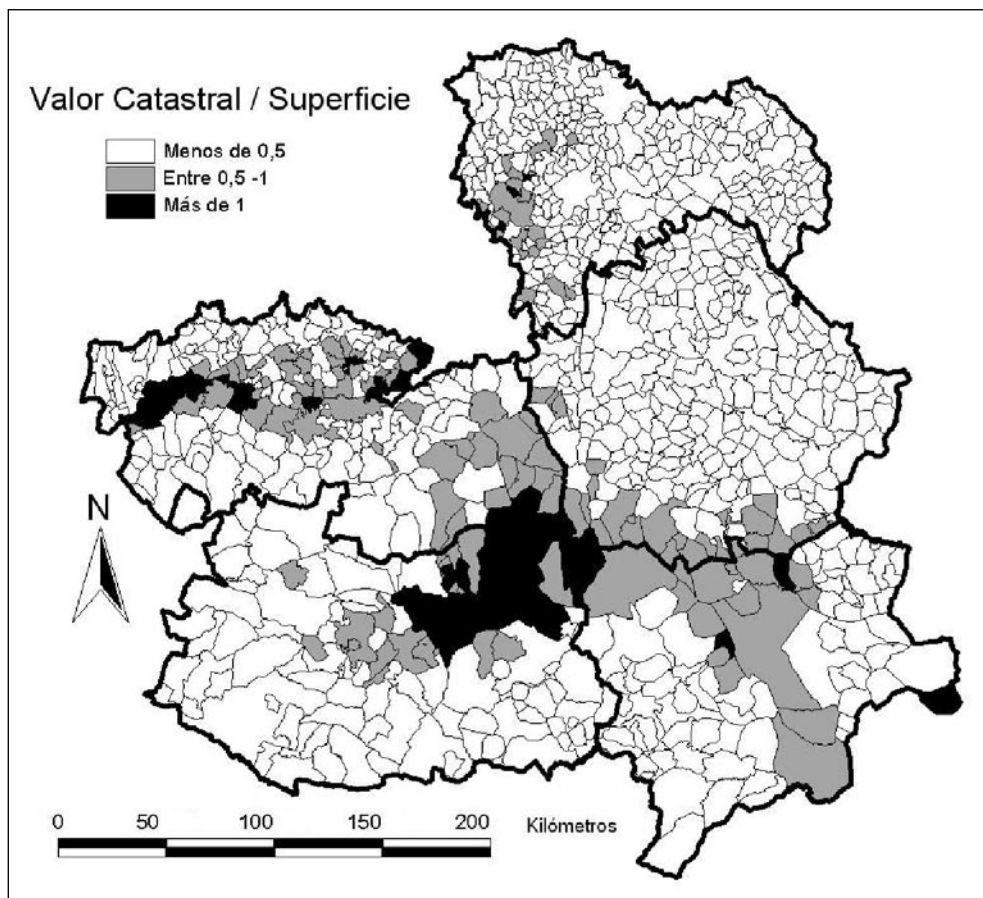 Valor Catastral / Superficie
Menos de 0,5
Entre 0,5 -1
Más de 1
N
0 50 100 150 200 Kilómetros